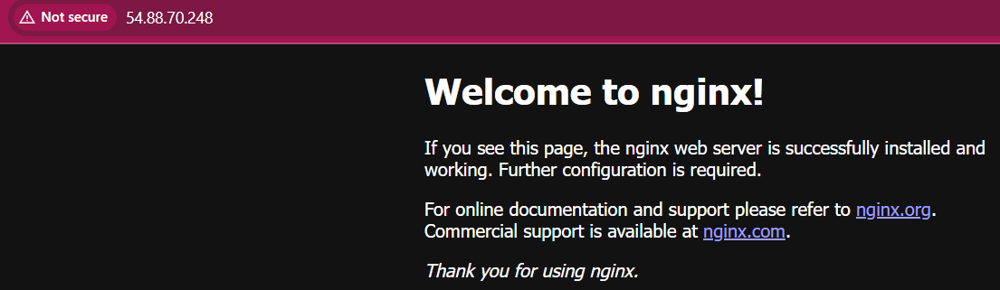 Not secure 54.88.70.248
Welcome to nginx!
If you see this page, the nginx web server is successfully installed and
working. Further configuration is required.
For online documentation and support please refer to nginx.org.
Commercial support is available at nginx.com.
Thank you for using nginx.